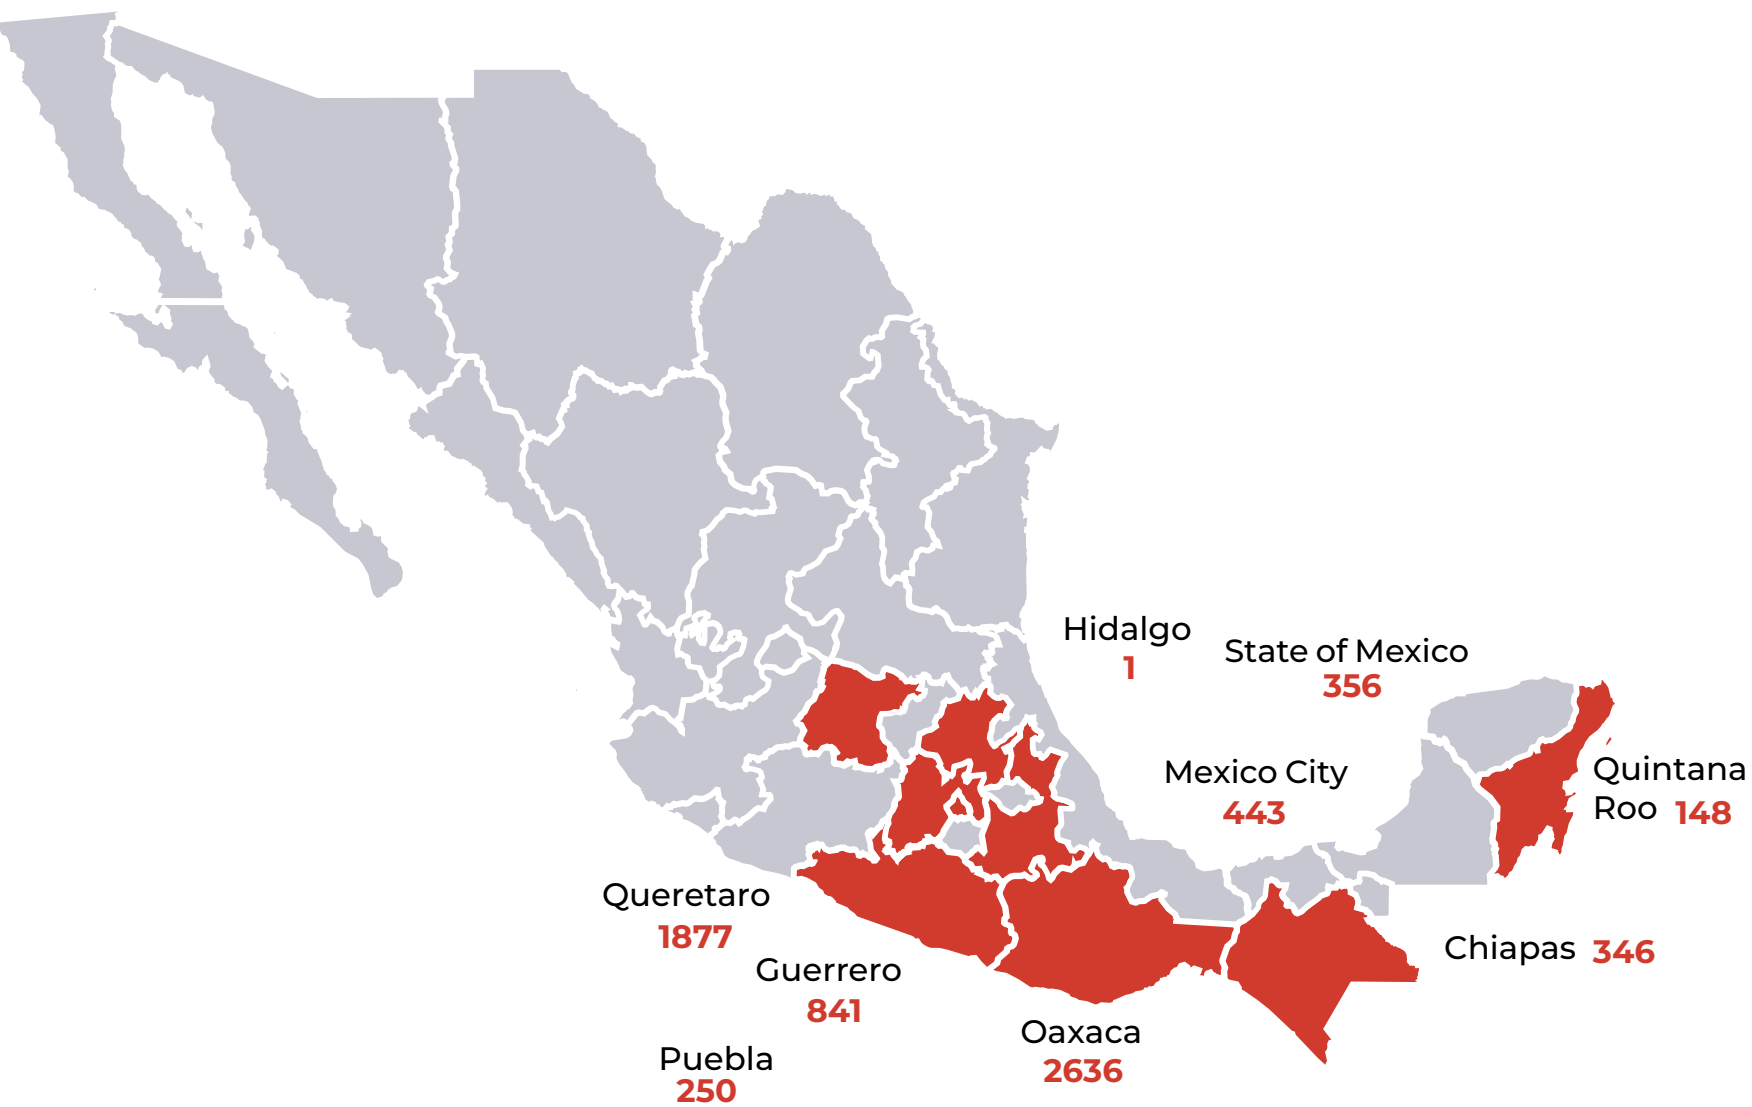 Hidalgo
1
State of Mexico
356
Mexico City
443
Quintana
Roo 148
Queretaro
1877
Guerrero
841
Chiapas 346
Oaxaca
2636
Puebla
250